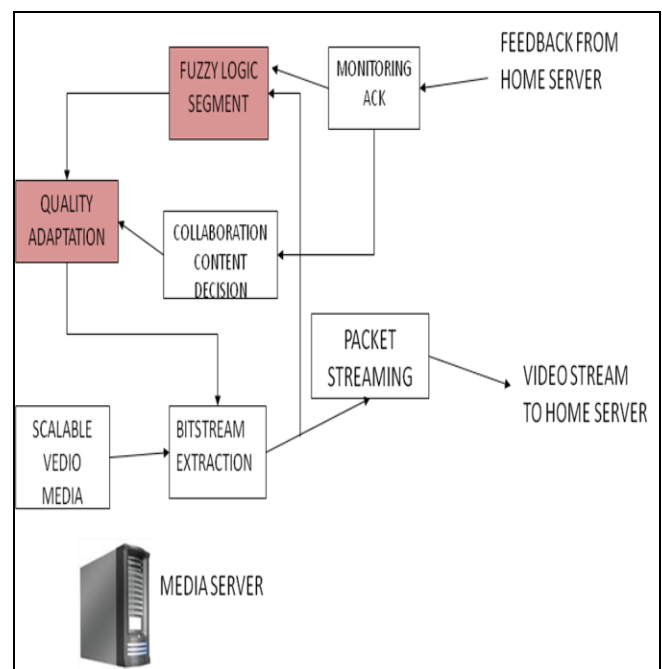 FUZZY LOGIC
SEGMENT
MONITORING
ACK
FEEDBACK FROM
HOME SERVER
QUALITY
ADAPTATION
COLLABORATION
CONTENT
DECISION
PACKET
STREAMING
VIDEO STREAM
TO HOME SERVER
SCALABLE
VEDIO
MEDIA
BITSTREAM
EXTRACTION
MEDIA SERVER